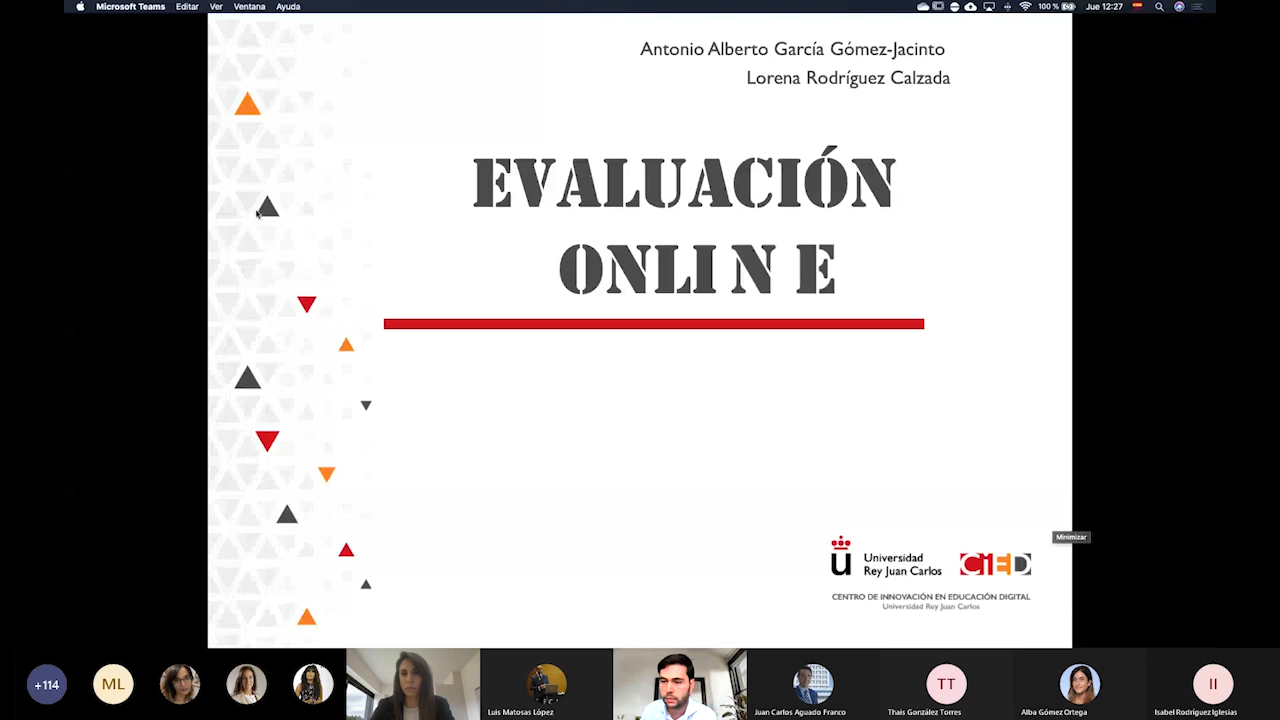 Microsoft Teams Editar Ver Ventana Ayuda
100 % Jue 12:27
Antonio Alberto García Gómez-Jacinto
Lorena Rodríguez Calzada
EVALUACIÓN
ONLINE
Minimizar
Universidad
Rey Juan Carlos
CiED
CENTRO DE INNOVACIÓN EN EDUCACIÓN DIGITAL
Universidad Rey Juan Carlos
+114
ML
TT
II
Luis Matosas López
Juan Carlos Aguado Franco
Thais González Torres
Alba Gómez Ortega
Isabel Rodríguez Iglesias